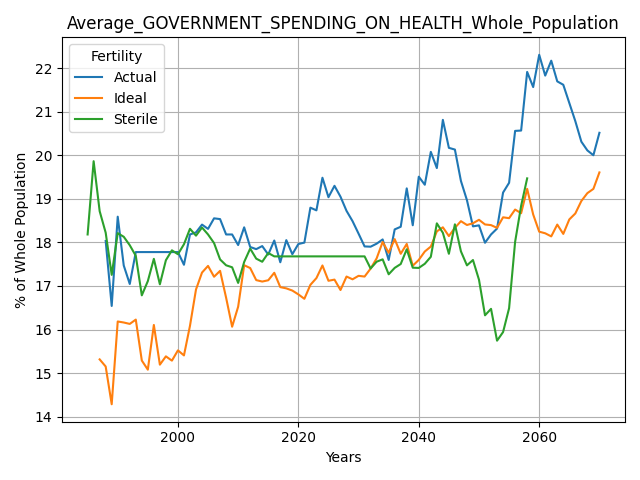 Average_GOVERNMENT_SPENDING_ON_HEALTH_Whole_Population
Fertility
Actual
Ideal
Sterile
% of Whole Population
22
21
20
19
18
17
16
15
14
2000
2020
2040
2060
Years